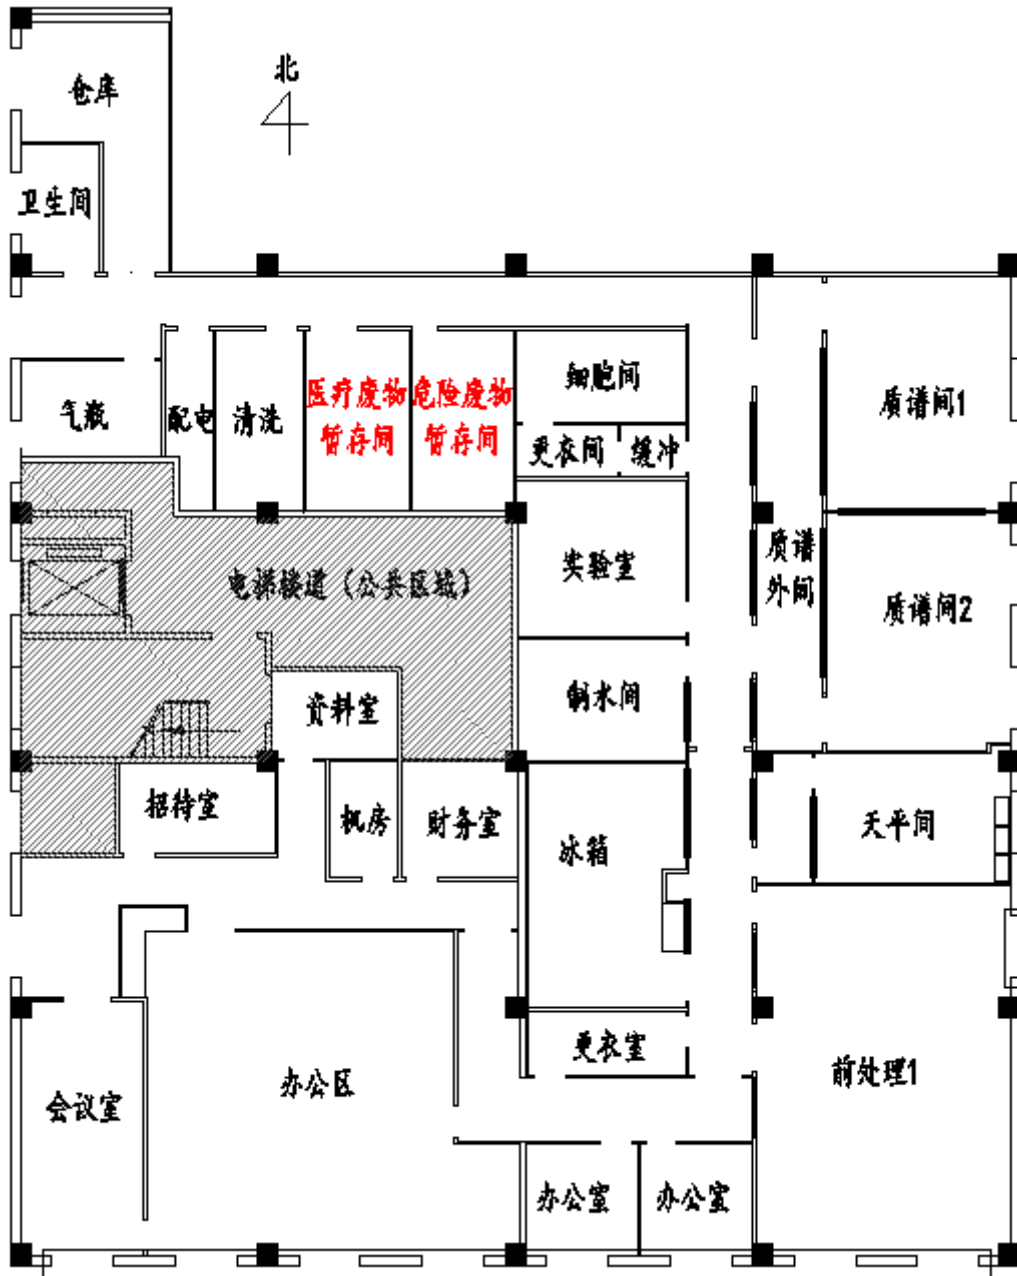 北
仓库
卫生间
气瓶
配电
清洗
医疗废物
暂存间
危险废物
暂存间
细胞间
更衣间
缓冲
质谱间1
实验室
质谱
外间
质谱间2
电梯楼道（公共区域）
制水间
资料室
招待室
机房
财务室
冰箱
天平间
更衣室
前处理1
会议室
办公区
办公室
办公室